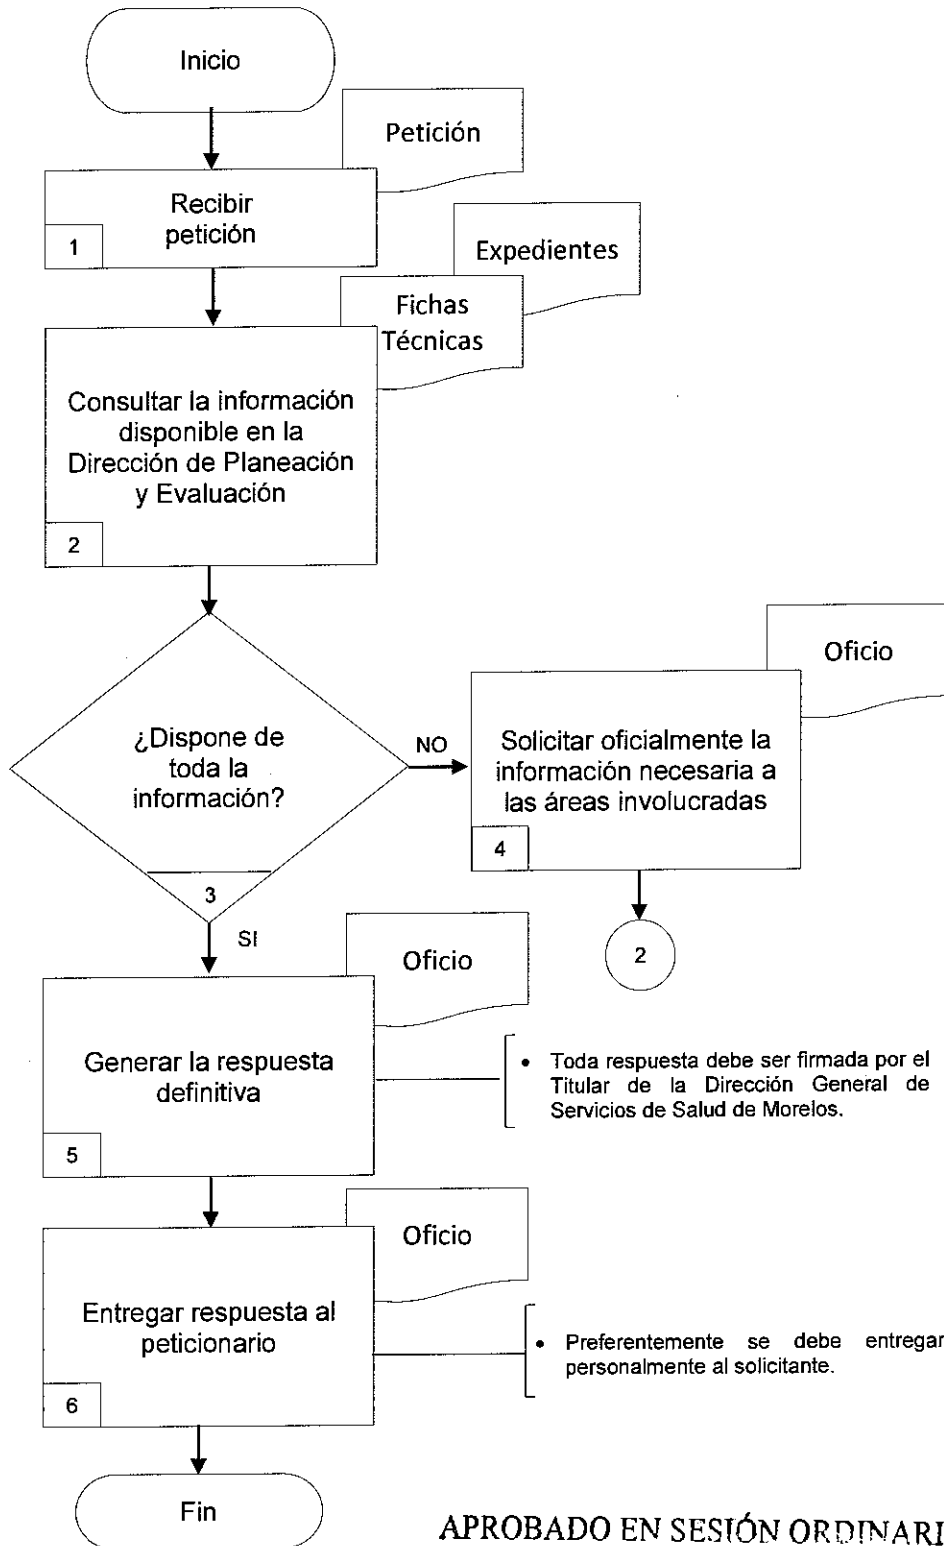 Inicio
Petición
Recibir
petición
1
Expedientes
Fichas
Técnicas
Consultar la información
disponible en la
Dirección de Planeación
y Evaluación
2
¿Dispone de
toda la
información?
3
NO
SI
Oficio
Solicitar oficialmente la
información necesaria a
las áreas involucradas
4
2
Oficio
Generar la respuesta
definitiva
5
• Toda respuesta debe ser firmada por el
Titular de la Dirección General de
Servicios de Salud de Morelos.
Oficio
Entregar respuesta al
peticionario
6
• Preferentemente se debe entregar
personalmente al solicitante.
Fin
APROBADO EN SESIÓN ORDINARI